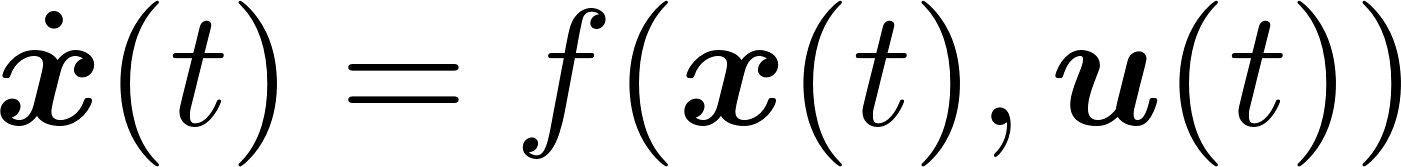 ẋ(t) = f(x(t), u(t))